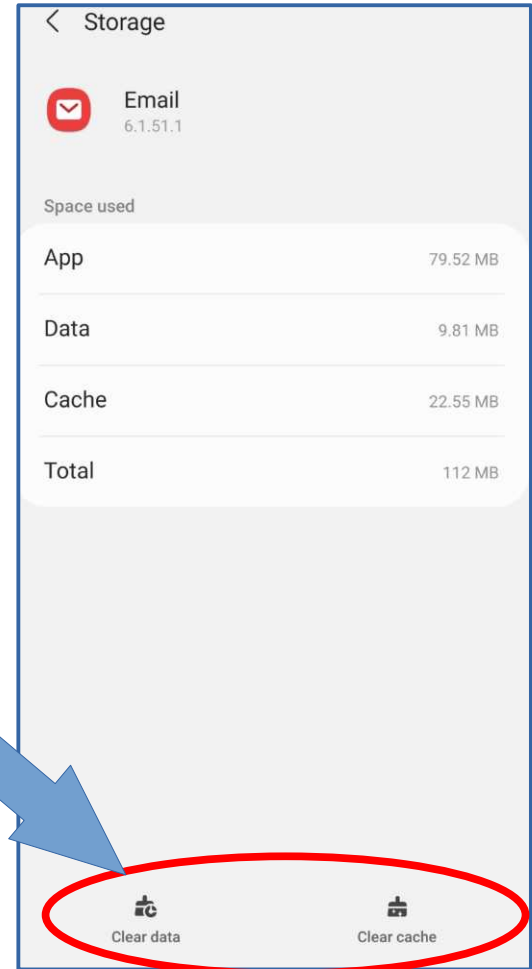 Storage
Email
6.1.51.1
Space used
App 79.52 MB
Data 9.81 MB
Cache 22.55 MB
Total 112 MB
Clear data Clear cache